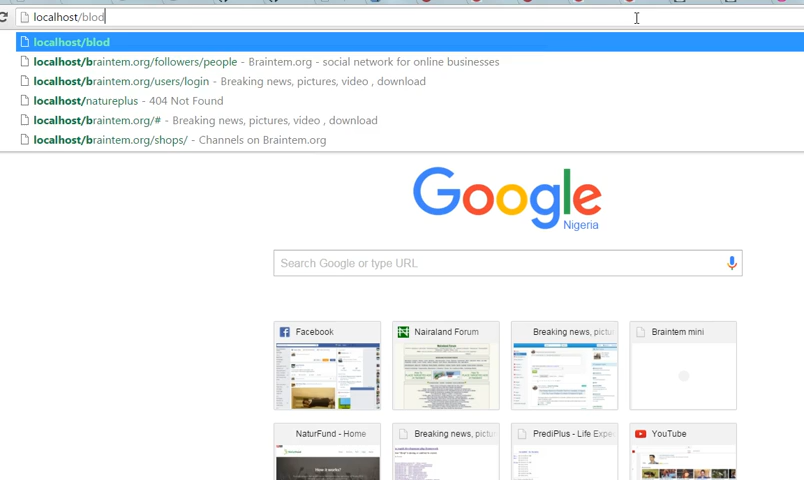 localhost/blod
localhost/blod
localhost/braintem.org/followers/people - Braintem.org - social network for online businesses
localhost/braintem.org/users/login - Breaking news, pictures, video , download
localhost/natureplus - 404 Not Found
localhost/braintem.org/# - Breaking news, pictures, video , download
localhost/braintem.org/shops/ - Channels on Braintem.org
Google
Nigeria
Search Google or type URL
Facebook
Nairaland Forum
Breaking news, pictu
Braintem mini
NaturFund - Home
Breaking news, pictu
PrediPlus - Life Expe
YouTube
How it works?